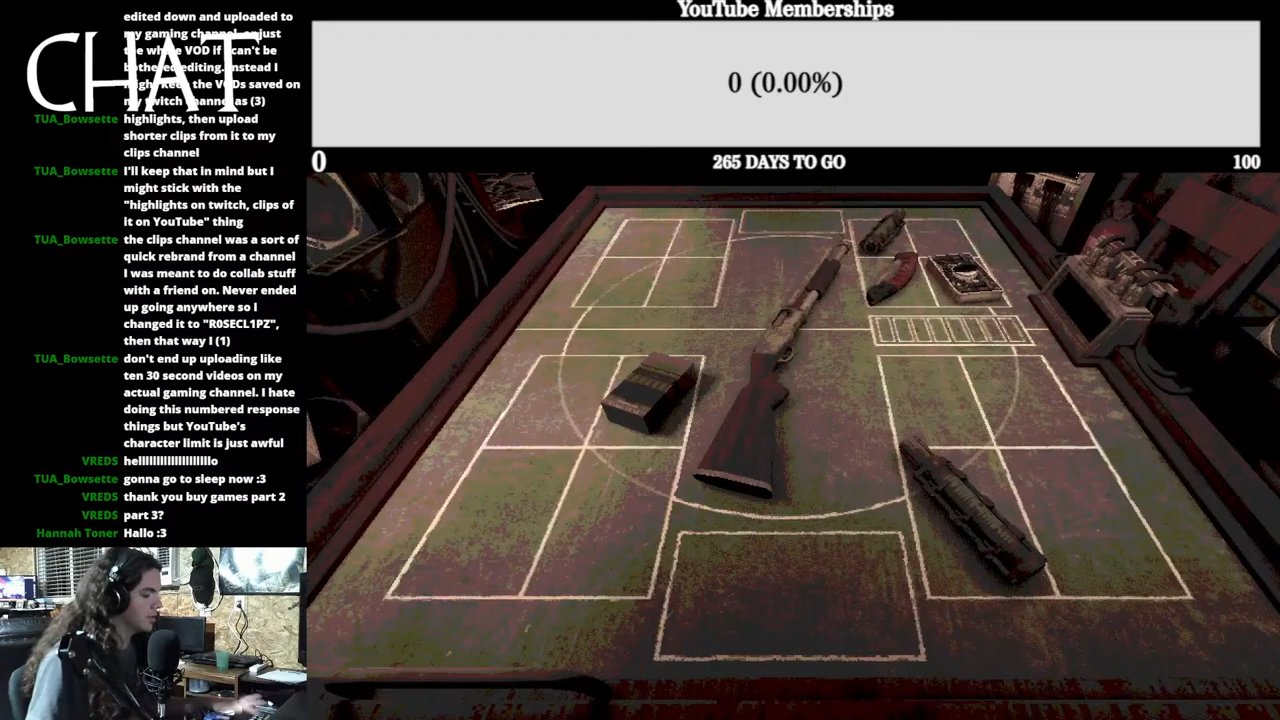 YouTube Memberships
0 (0.00%)
0
265 DAYS TO GO
100
CHAT
edited down and uploaded to
my gaming channel, or just
the whole VOD if I can't be
bothered editing. Instead I
might keep the VODs saved on
my twitch channel as (3)
TUA_Bowsette highlights, then upload
shorter clips from it to my
clips channel
TUA_Bowsette I'll keep that in mind but I
might stick with the
"highlights on twitch, clips of
it on YouTube" thing
TUA_Bowsette the clips channel was a sort of
quick rebrand from a channel
I was meant to do collab stuff
with a friend on. Never ended
up going anywhere so I
changed it to "R0SECL1PZ",
then that way I (1)
TUA_Bowsette don't end up uploading like
ten 30 second videos on my
actual gaming channel. I hate
doing this numbered response
things but YouTube's
character limit is just awful
VREDS helllllllllllllllllllo
TUA_Bowsette gonna go to sleep now :3
VREDS thank you buy games part 2
VREDS part 3?
Hannah Toner Hallo :3